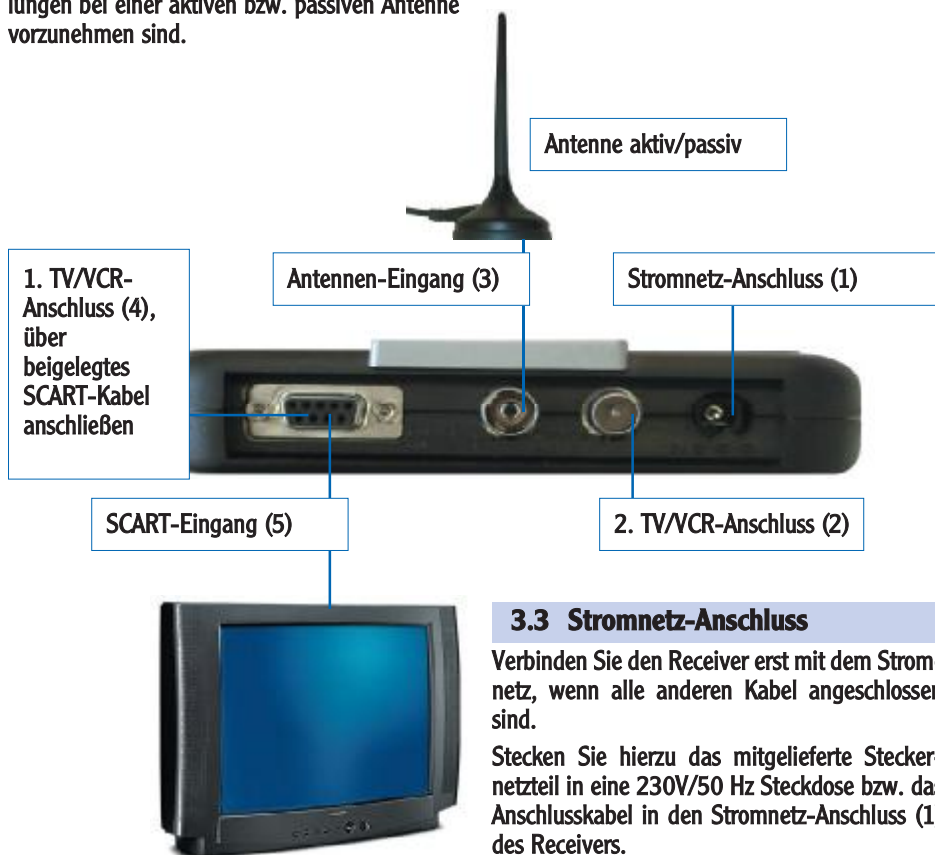 lungen bei einer aktiven bzw. passiven Antenne
vorzunehmen sind.
Antenne aktiv/passiv
1. TV/VCR-
Anschluss (4),
über
beigelegtes
SCART-Kabel
anschließen
Antennen-Eingang (3)
Stromnetz-Anschluss (1)
SCART-Eingang (5)
2. TV/VCR-Anschluss (2)
3.3 Stromnetz-Anschluss
Verbinden Sie den Receiver erst mit dem Strom-
netz, wenn alle anderen Kabel angeschlossen
sind.
Stecken Sie hierzu das mitgelieferte Stecker-
netzteil in eine 230V/50 Hz Steckdose bzw. das
Anschlusskabel in den Stromnetz-Anschluss (1
des Receivers.